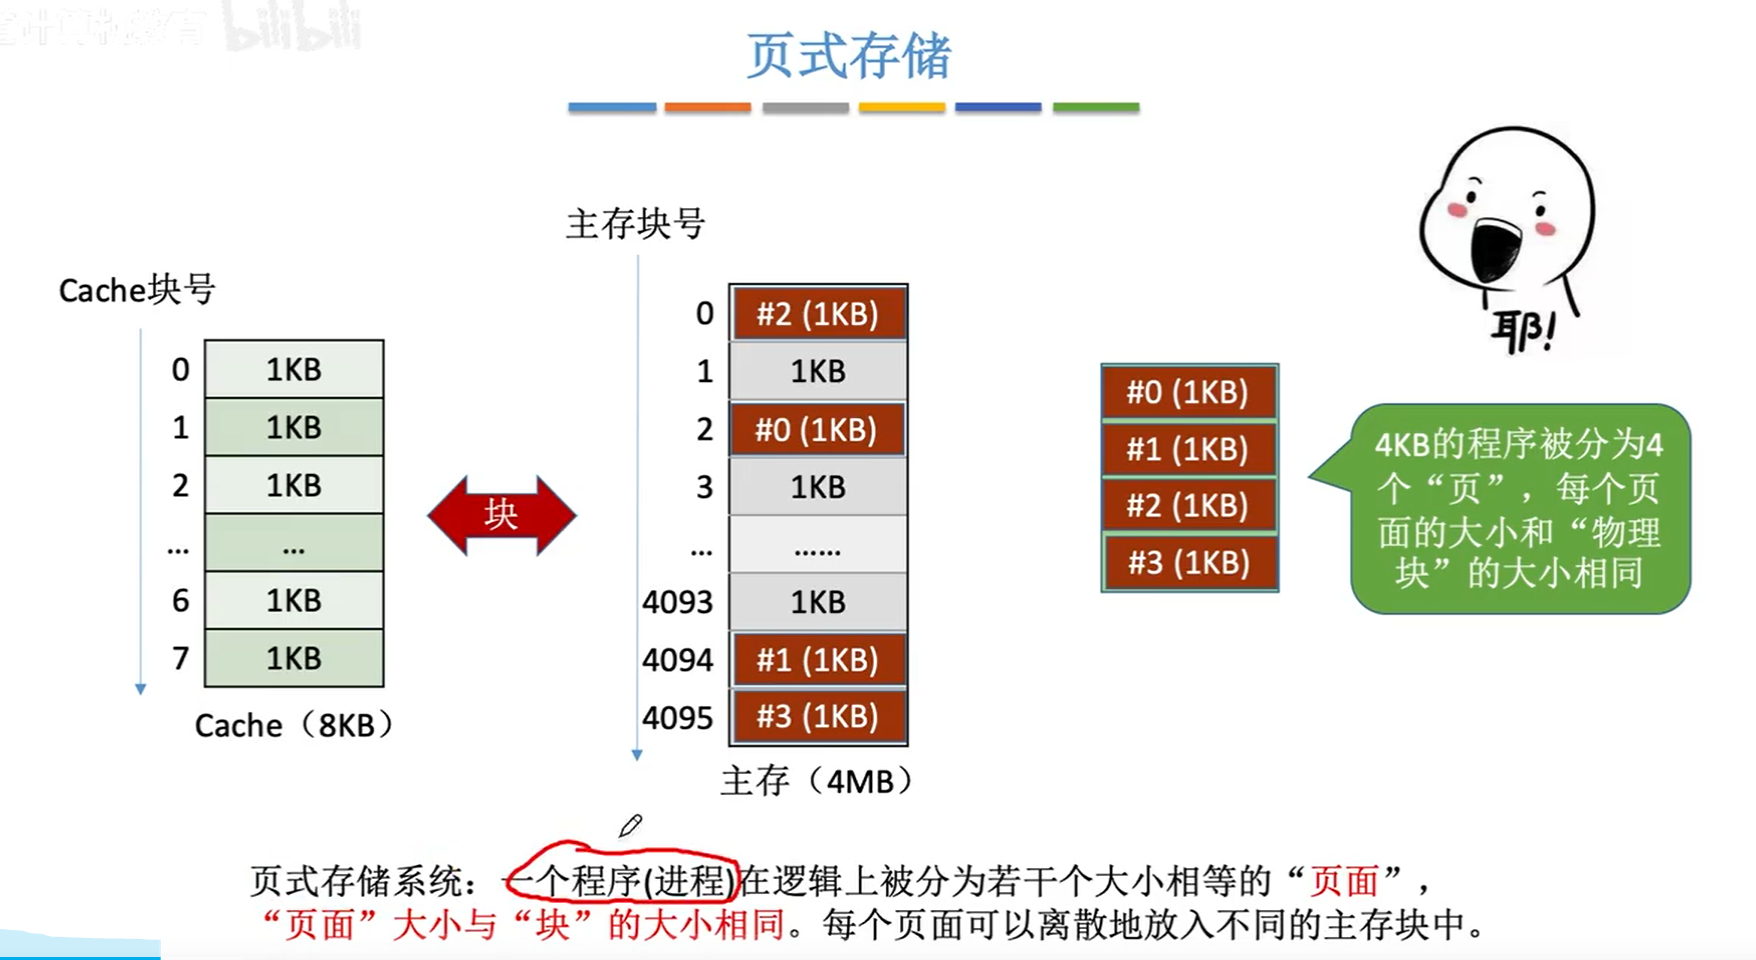 计算机教育 bilibili
页式存储
主存块号
Cache块号
0 1KB
1 1KB
2 1KB
... ...
6 1KB
7 1KB
Cache（8KB）
块
0 #2 (1KB)
1 1KB
2 #0 (1KB)
3 1KB
... ......
4093 1KB
4094 #1 (1KB)
4095 #3 (1KB)
主存（4MB）
#0 (1KB)
#1 (1KB)
#2 (1KB)
#3 (1KB)
耶!
4KB的程序被分为4
个“页”，每个页
面的大小和“物理
块”的大小相同
页式存储系统：一个程序(进程)在逻辑上被分为若干个大小相等的“页面”，
“页面”大小与“块”的大小相同。每个页面可以离散地放入不同的主存块中。